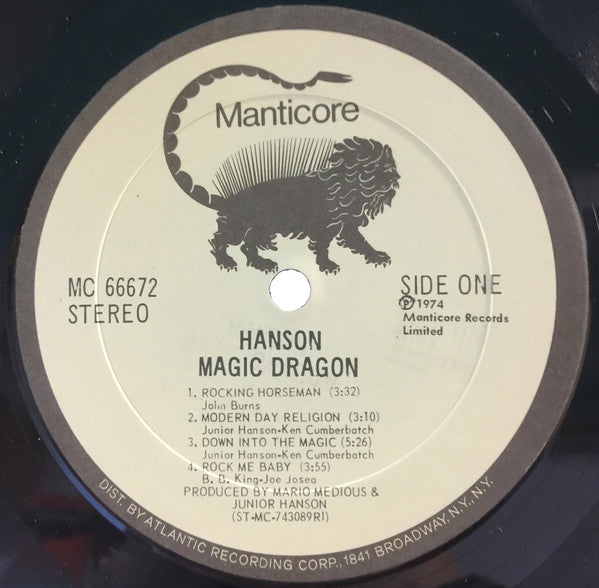 Manticore
MC 66672
STEREO
SIDE ONE
Ⓟ1974
Manticore Records
Limited
HANSON
MAGIC DRAGON
1. ROCKING HORSEMAN (3:32)
John Burns
2. MODERN DAY RELIGION (3:10)
Junior Hanson-Ken Cumberbatch
3. DOWN INTO THE MAGIC (5:26)
Junior Hanson-Ken Cumberbatch
4. ROCK ME BABY (3:55)
B. B. King-Joe Josea
PRODUCED BY MARIO MEDIOUS &
JUNIOR HANSON
(ST-MC-743089RI)
DIST. BY ATLANTIC RECORDING CORP., 1841 BROADWAY, N.Y., N.Y.